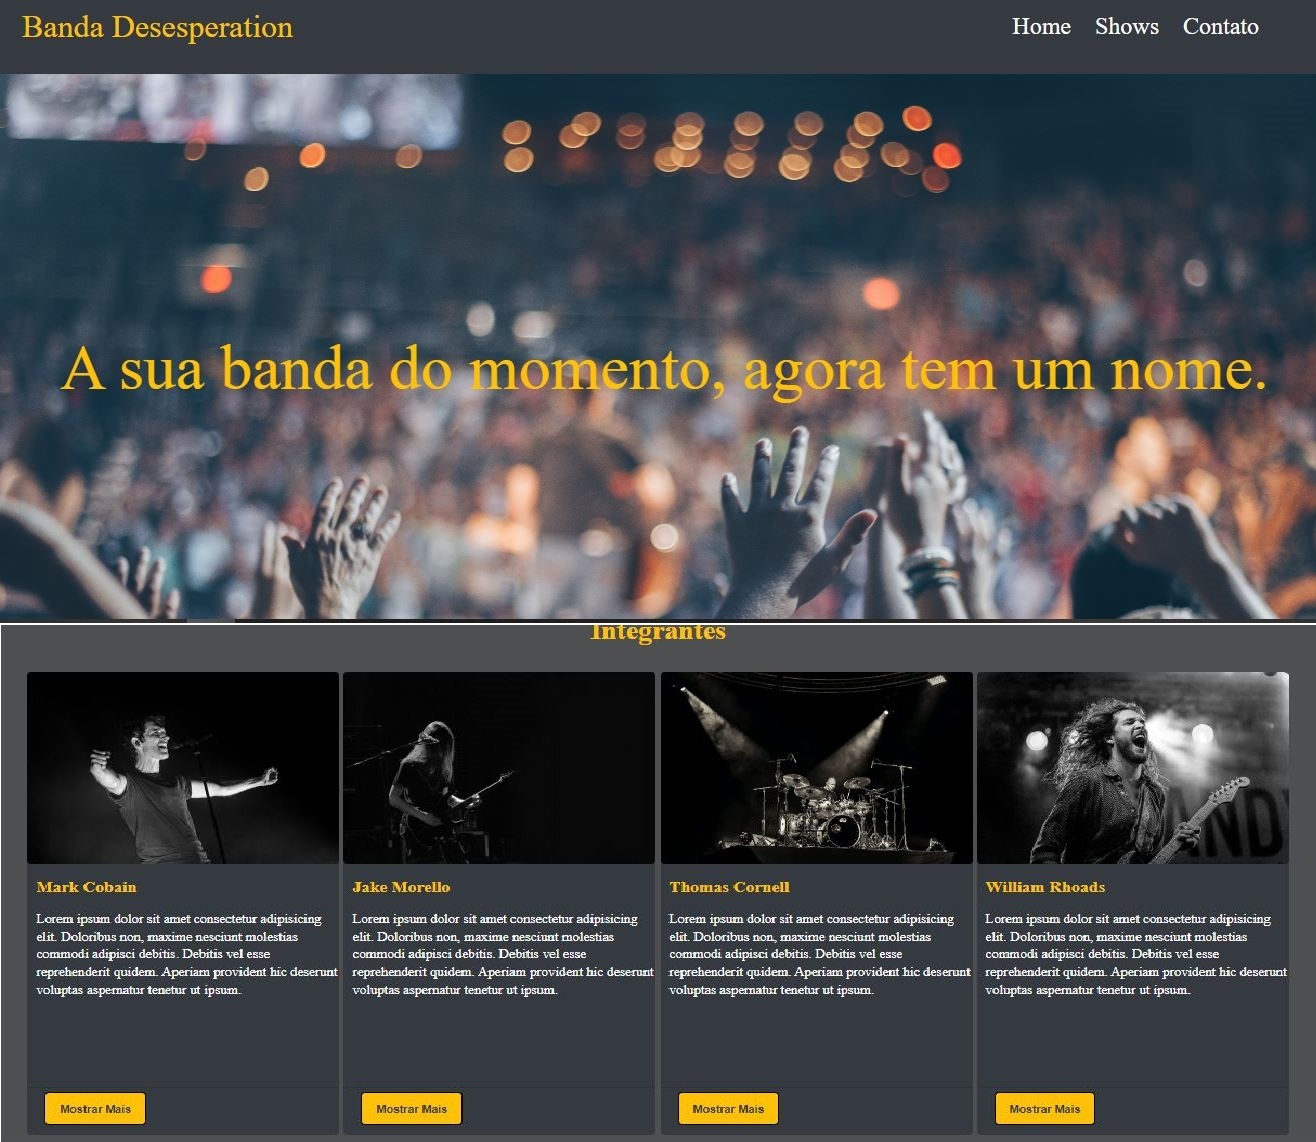 Banda Desesperation
Home Shows Contato
A sua banda do momento, agora tem um nome.
Integrantes
Mark Cobain
Lorem ipsum dolor sit amet consectetur adipisicing
elit. Doloribus non, maxime nesciunt molestias
commodi adipisci debitis. Debitis vel esse
reprehenderit quidem. Aperiam provident hic deserunt
voluptas aspernatur tenetur ut ipsum.
Mostrar Mais
Jake Morello
Lorem ipsum dolor sit amet consectetur adipisicing
elit. Doloribus non, maxime nesciunt molestias
commodi adipisci debitis. Debitis vel esse
reprehenderit quidem. Aperiam provident hic deserunt
voluptas aspernatur tenetur ut ipsum.
Mostrar Mais
Thomas Cornell
Lorem ipsum dolor sit amet consectetur adipisicing
elit. Doloribus non, maxime nesciunt molestias
commodi adipisci debitis. Debitis vel esse
reprehenderit quidem. Aperiam provident hic deserunt
voluptas aspernatur tenetur ut ipsum.
Mostrar Mais
AND
William Rhoads
Lorem ipsum dolor sit amet consectetur adipisicing
elit. Doloribus non, maxime nesciunt molestias
commodi adipisci debitis. Debitis vel esse
reprehenderit quidem. Aperiam provident hic deserunt
voluptas aspernatur tenetur ut ipsum.
Mostrar Mais